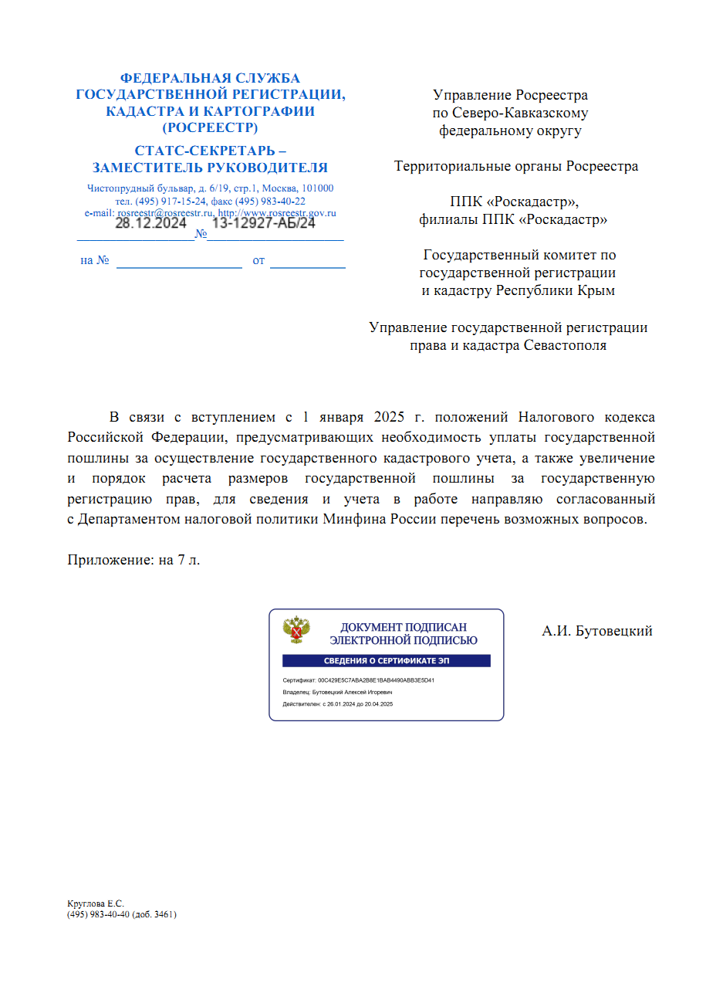 ФЕДЕРАЛЬНАЯ СЛУЖБА
ГОСУДАРСТВЕННОЙ РЕГИСТРАЦИИ,
КАДАСТРА И КАРТОГРАФИИ
(РОСРЕЕСТР)
СТАТС-СЕКРЕТАРЬ –
ЗАМЕСТИТЕЛЬ РУКОВОДИТЕЛЯ
Чистопрудный бульвар, д. 6/19, стр.1, Москва, 101000
тел. (495) 917-15-24, факс (495) 983-40-22
e-mail: rosreestr@rosreestr.ru, http://www.rosreestr.gov.ru
28.12.2024 № 13-12927-АБ/24
на № от
Управление Росреестра
по Северо-Кавказскому
федеральному округу
Территориальные органы Росреестра
ППК «Роскадастр»,
филиалы ППК «Роскадастр»
Государственный комитет по
государственной регистрации
и кадастру Республики Крым
Управление государственной регистрации
права и кадастра Севастополя
В связи с вступлением с 1 января 2025 г. положений Налогового кодекса
Российской Федерации, предусматривающих необходимость уплаты государственной
пошлины за осуществление государственного кадастрового учета, а также увеличение
и порядок расчета размеров государственной пошлины за государственную
регистрацию прав, для сведения и учета в работе направляю согласованный
с Департаментом налоговой политики Минфина России перечень возможных вопросов.
Приложение: на 7 л.
ДОКУМЕНТ ПОДПИСАН
ЭЛЕКТРОННОЙ ПОДПИСЬЮ
СВЕДЕНИЯ О СЕРТИФИКАТЕ ЭП
Сертификат: 00C429E5C7ABA2B8E1BAB4490ABB3E5D41
Владелец: Бутовецкий Алексей Игоревич
Действителен: с 26.01.2024 до 20.04.2025
А.И. Бутовецкий
Круглова Е.С.
(495) 983-40-40 (доб. 3461)